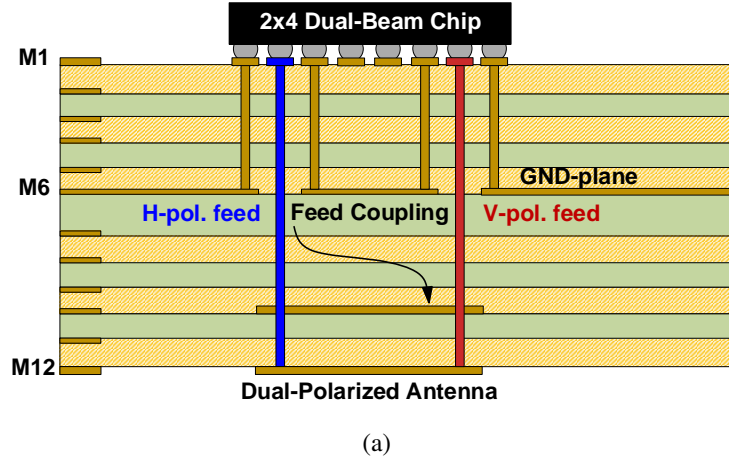 2x4 Dual-Beam Chip
M1
GND-plane
M6
H-pol. feed
Feed Coupling
V-pol. feed
M12
Dual-Polarized Antenna
(a)